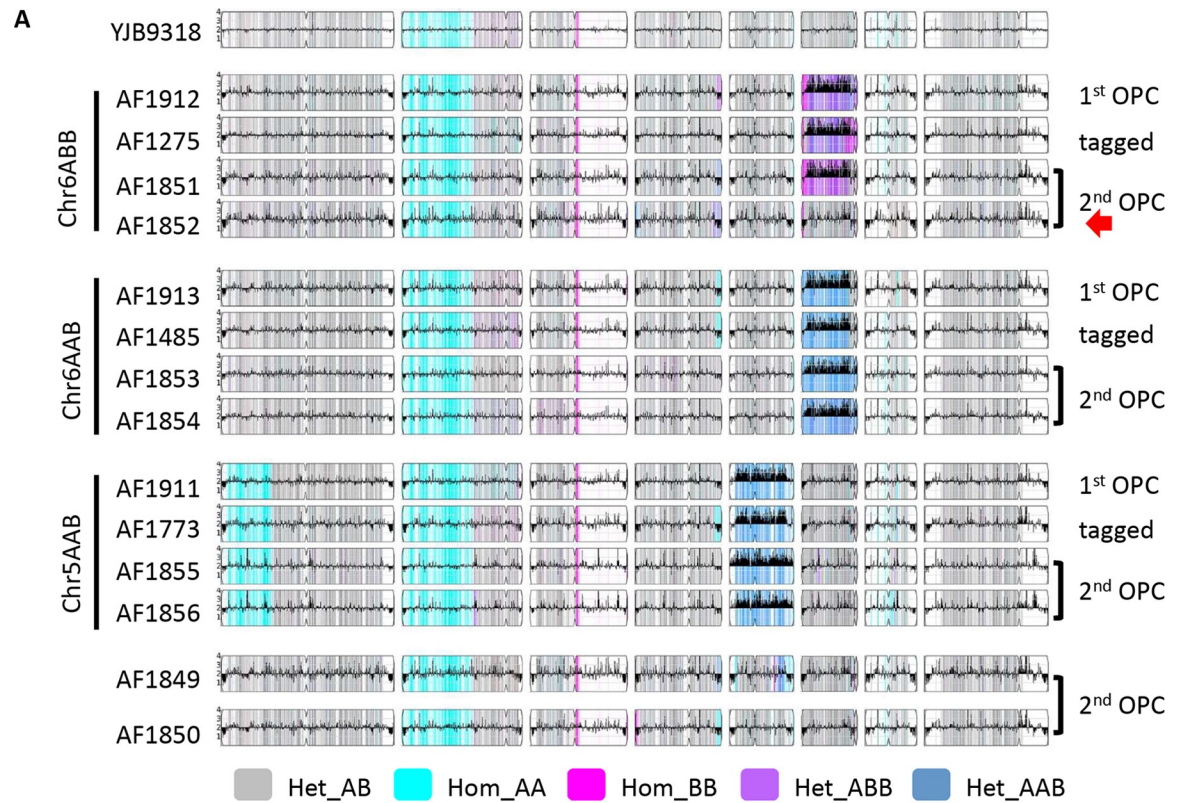 A
YJB9318
Chr6ABB
AF1912
1st OPC
AF1275
tagged
AF1851
2nd OPC
AF1852
Chr6AAB
AF1913
1st OPC
AF1485
tagged
AF1853
2nd OPC
AF1854
Chr5AAB
AF1911
1st OPC
AF1773
tagged
AF1855
2nd OPC
AF1856
AF1849
2nd OPC
AF1850
Het_AB Hom_AA Hom_BB Het_ABB Het_AAB